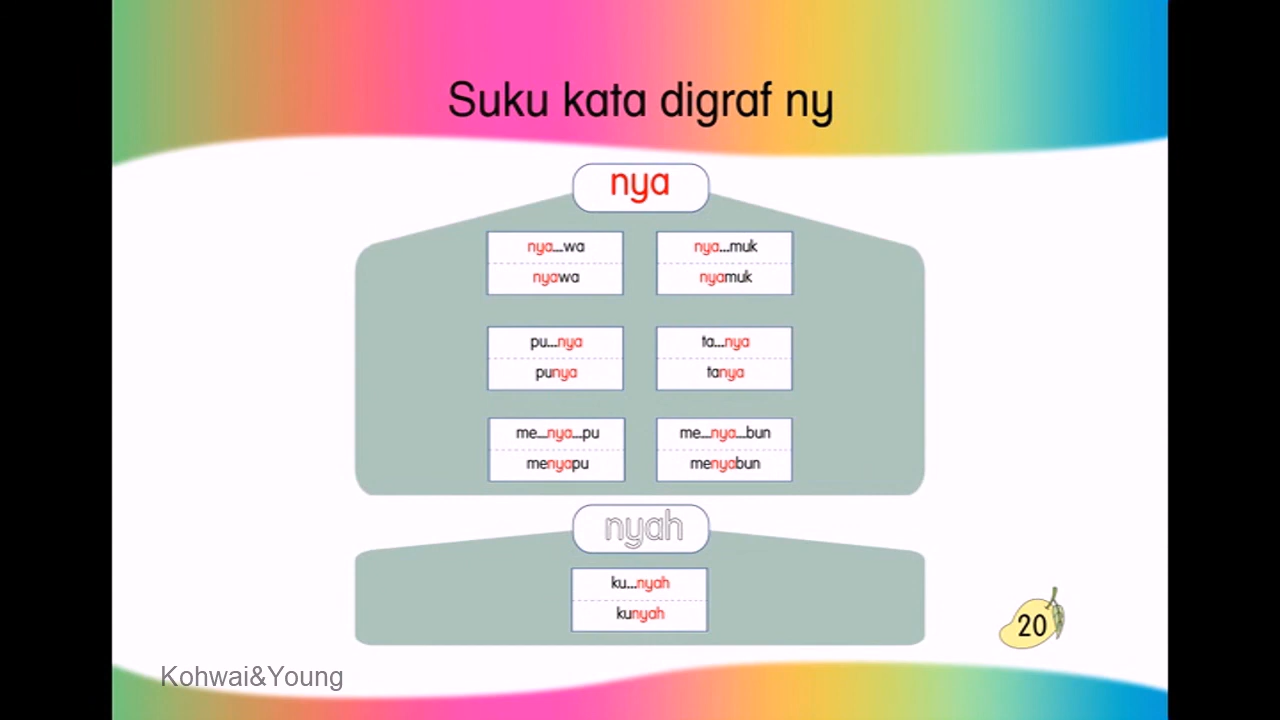 Suku kata digraf ny
nya
nya...wa
nyawa
nya...muk
nyamuk
pu...nya
punya
ta...nya
tanya
me...nya...pu
menyapu
me...nya...bun
menyabun
nyah
ku...nyah
kunyah
20
Kohwai&Young